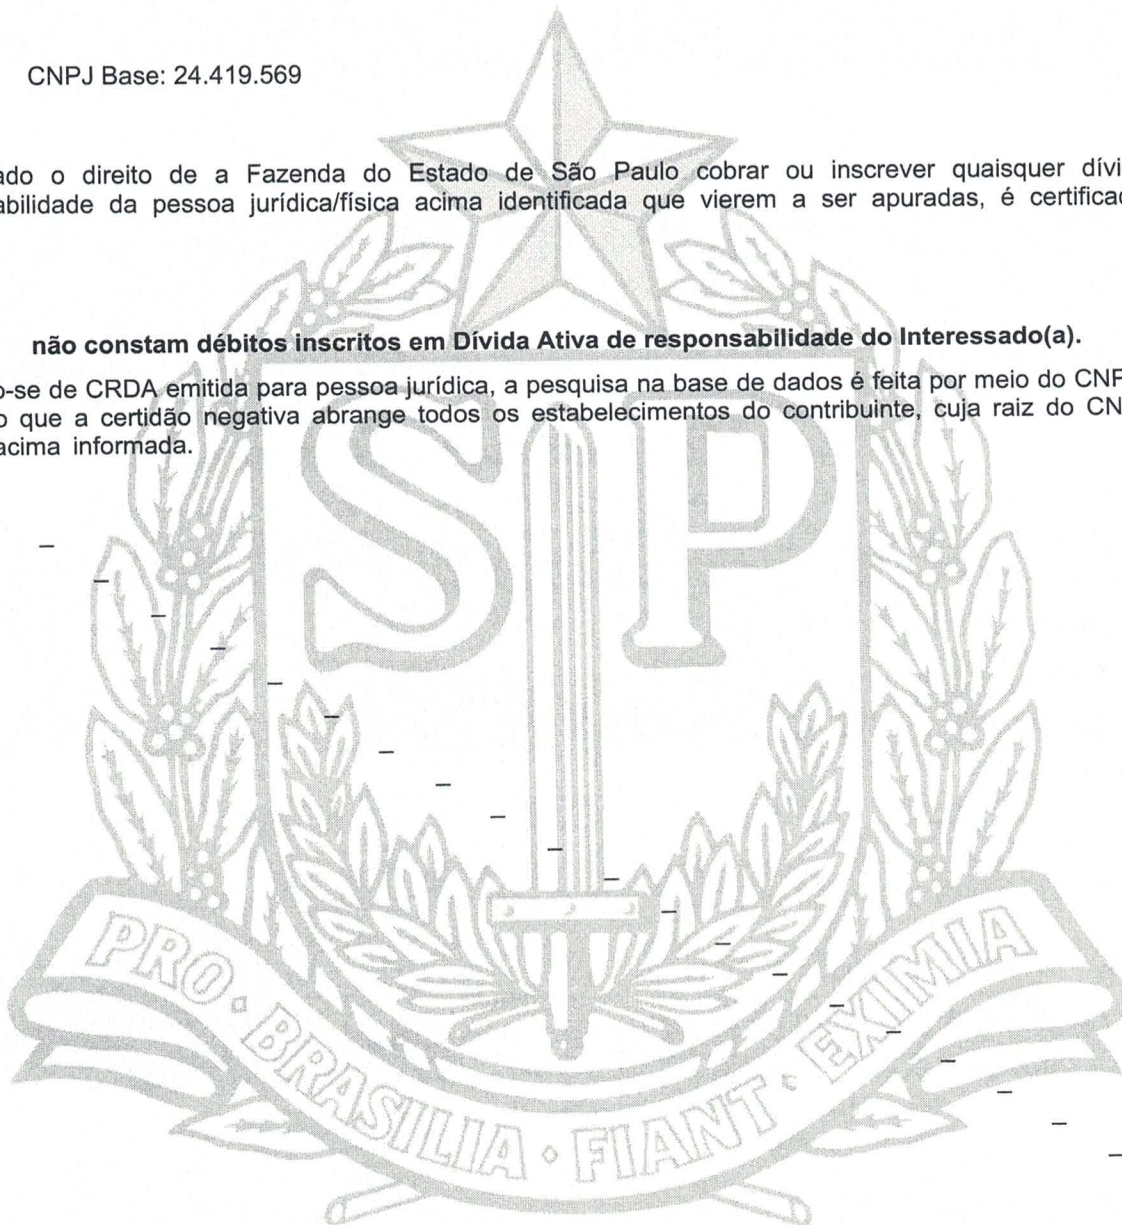 CNPJ Base: 24.419.569
ado o direito de a Fazenda do Estado de São Paulo cobrar ou inscrever quaisquer dívi
abilidade da pessoa jurídica/física acima identificada que vierem a ser apuradas, é certificad
não constam débitos inscritos em Dívida Ativa de responsabilidade do Interessado(a).
o-se de CRDA emitida para pessoa jurídica, a pesquisa na base de dados é feita por meio do CNP
o que a certidão negativa abrange todos os estabelecimentos do contribuinte, cuja raiz do CN
acima informada.
SP
PRO · BRASILIA · FIANT · EXIMIA